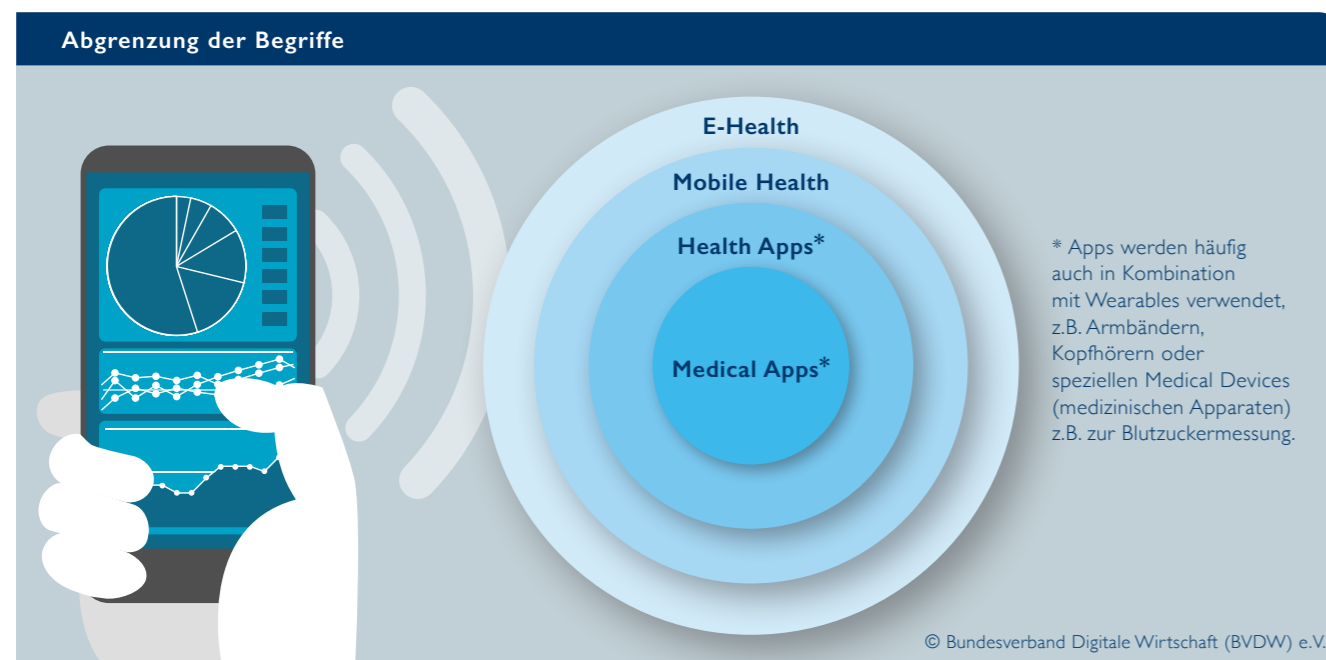 Abgrenzung der Begriffe
E-Health
Mobile Health
Health Apps*
Medical Apps*
* Apps werden häufig
auch in Kombination
mit Wearables verwendet,
z.B. Armbändern,
Kopfhörern oder
speziellen Medical Devices
(medizinischen Apparaten)
z.B. zur Blutzuckermessung.
© Bundesverband Digitale Wirtschaft (BVDW) e.V.